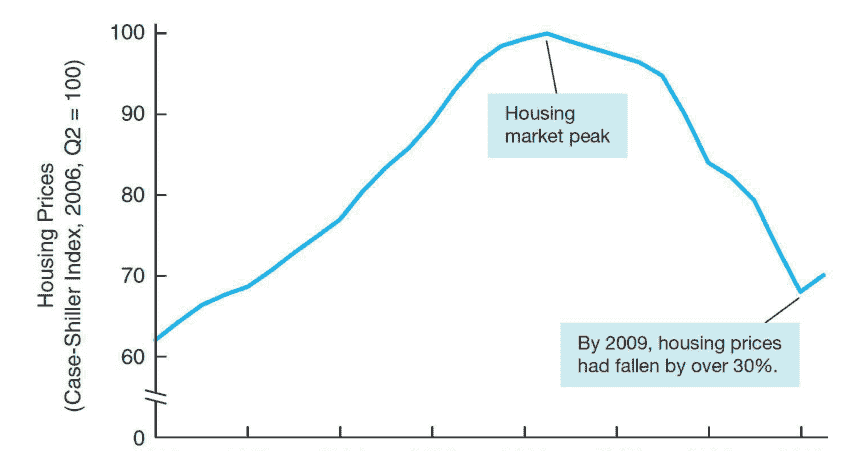 Housing Prices
(Case-Shiller Index, 2006, Q2 = 100)
100
90
80
70
60
0
Housing
market peak
By 2009, housing prices
had fallen by over 30%.